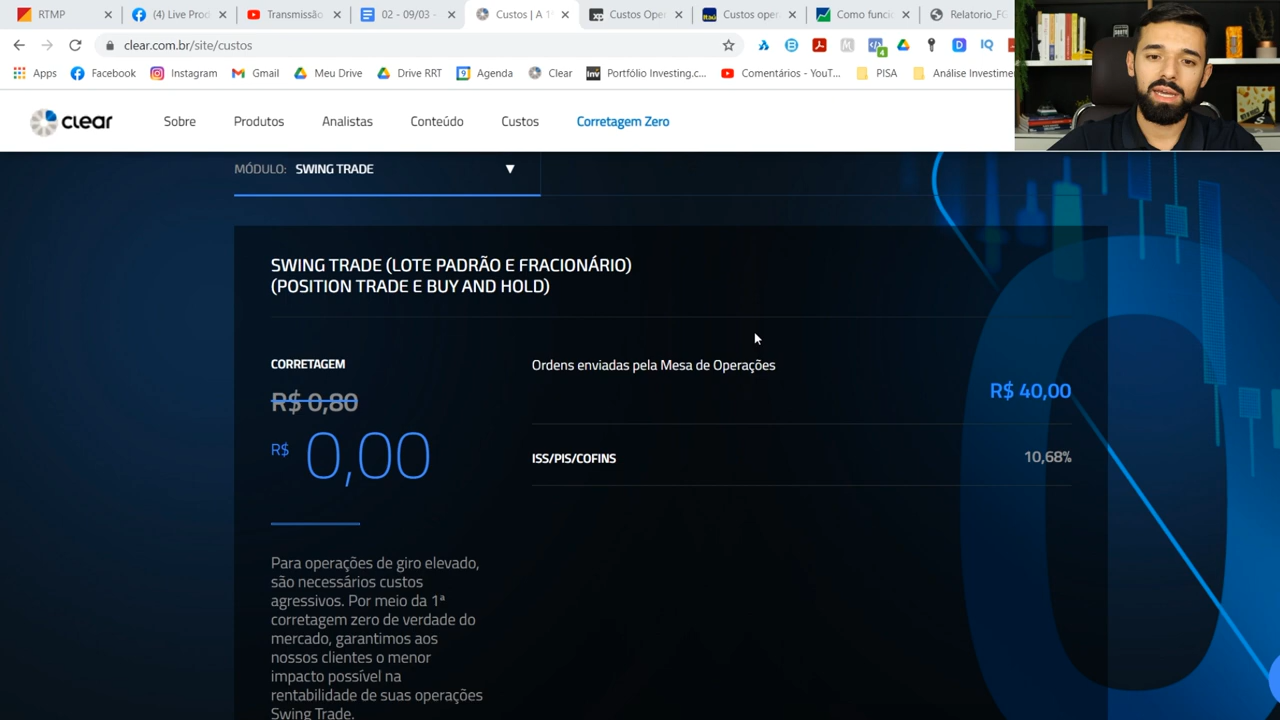 RTMP
(4) Live Prod
Transmissão
02 - 09/03 -
Custos | A 1ª
Custos Oper
Custos oper
Como funci
Relatorio_FG
clear.com.br/site/custos
4
Apps
Facebook
Instagram
Gmail
Meu Drive
Drive RRT
Agenda
Clear
Portfólio Investing.c...
Comentários - YouT...
PISA
Análise Investimen
clear
Sobre
Produtos
Analistas
Conteúdo
Custos
Corretagem Zero
MÓDULO: SWING TRADE
SWING TRADE (LOTE PADRÃO E FRACIONÁRIO)
(POSITION TRADE E BUY AND HOLD)
CORRETAGEM
R$ 0,80
R$ 0,00
Ordens enviadas pela Mesa de Operações
R$ 40,00
ISS/PIS/COFINS
10,68%
Para operações de giro elevado,
são necessários custos
agressivos. Por meio da 1ª
corretagem zero de verdade do
mercado, garantimos aos
nossos clientes o menor
impacto possível na
rentabilidade de suas operações
Swing Trade.